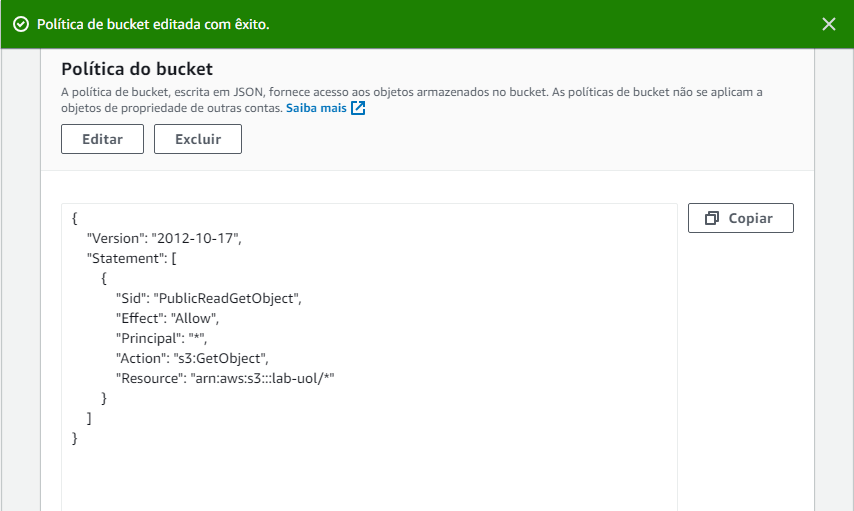 Política de bucket editada com êxito.
Política do bucket
A política de bucket, escrita em JSON, fornece acesso aos objetos armazenados no bucket. As políticas de bucket não se aplicam a
objetos de propriedade de outras contas. Saiba mais
Editar Excluir
Copiar
{
"Version": "2012-10-17",
"Statement": [
{
"Sid": "PublicReadGetObject",
"Effect": "Allow",
"Principal": "*",
"Action": "s3:GetObject",
"Resource": "arn:aws:s3:::lab-uol/*"
}
]
}